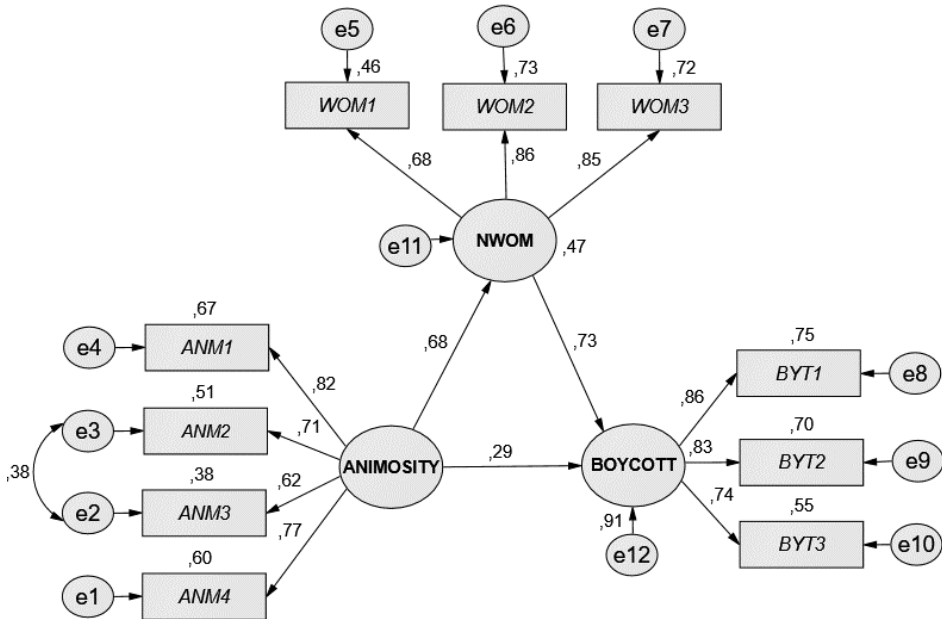 e5
e6
e7
,46
,73
,72
WOM1
WOM2
WOM3
,68
,86
,85
e11
NWOM
,47
,67
e4
ANM1
,68
,73
,75
,82
BYT1
e8
,51
,86
e3
ANM2
,71
,70
ANIMOSITY
,29
BOYCOTT
,83
BYT2
e9
,38
,38
,62
e2
ANM3
,74
,55
,77
,91
BYT3
e10
,60
e12
e1
ANM4